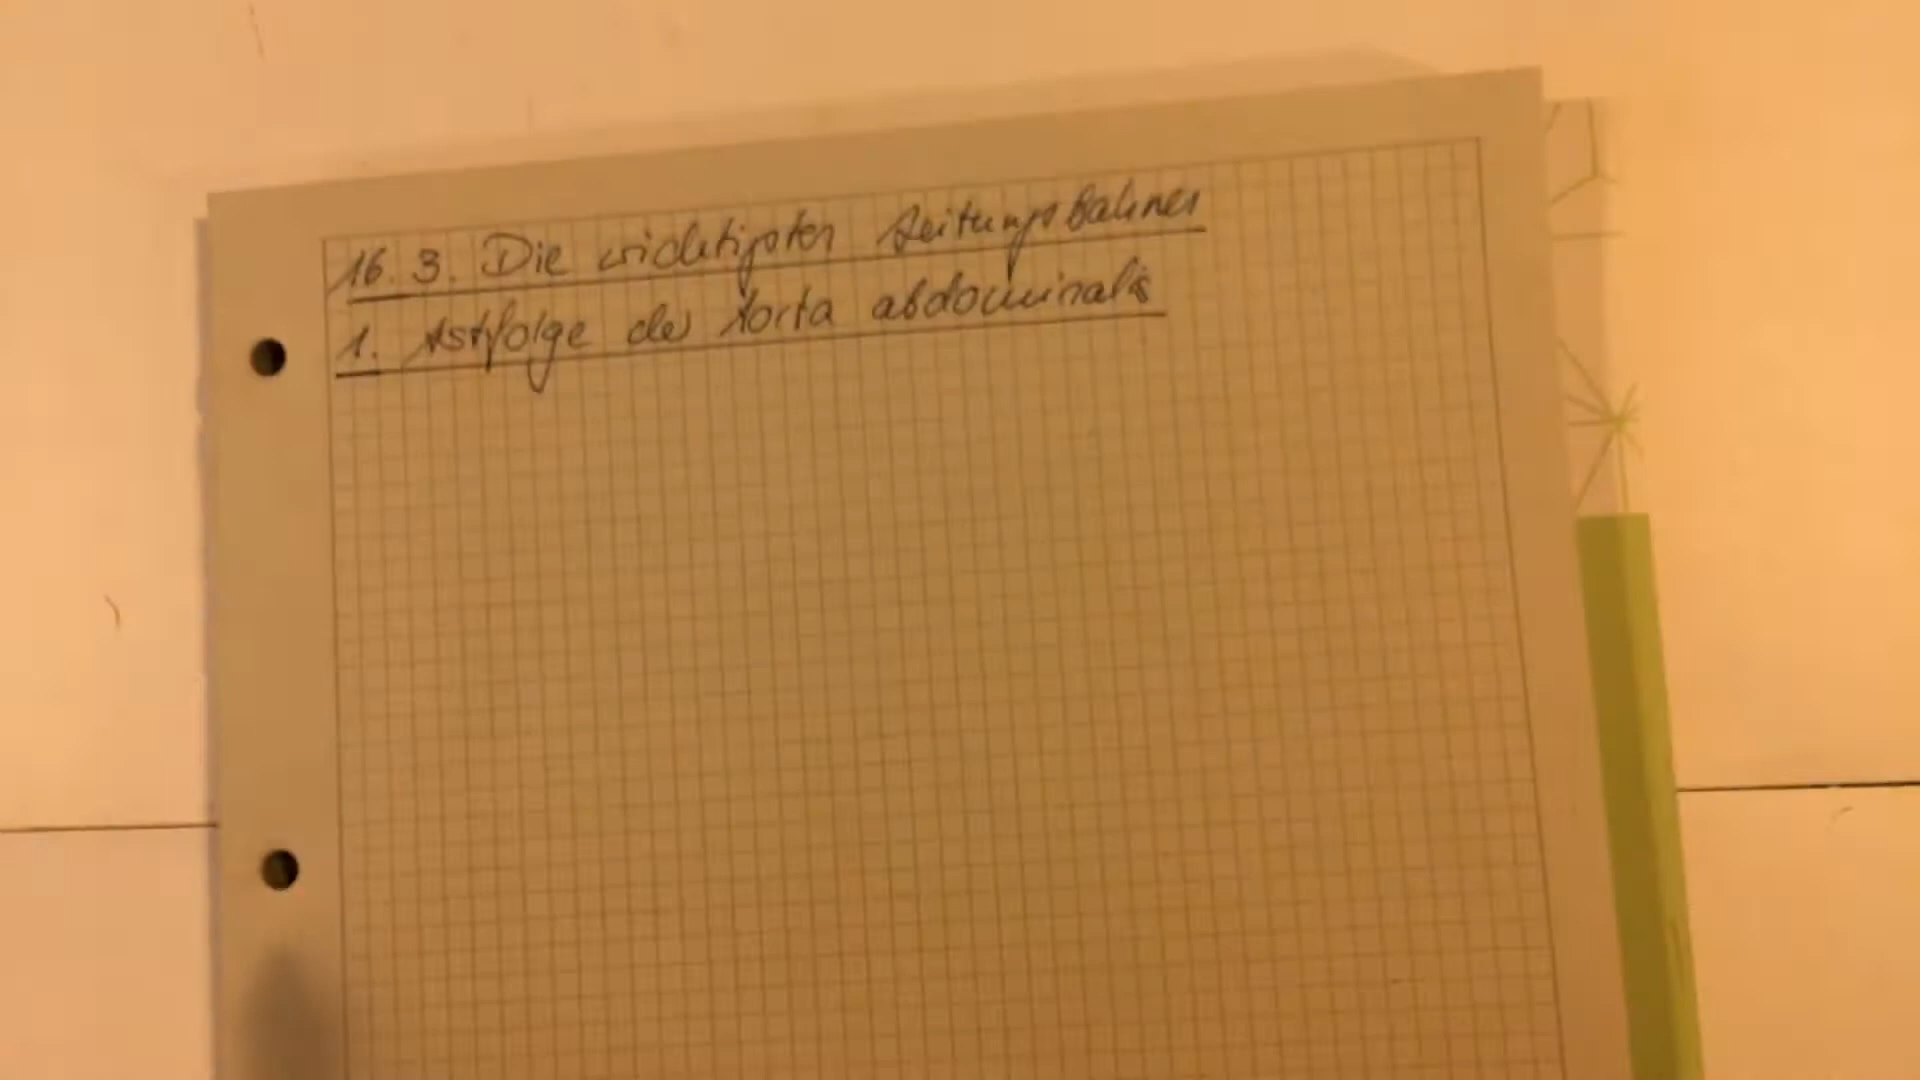 16. 3. Die wichtigsten Leitungsbahnen
1. Astfolge der Aorta abdominalis